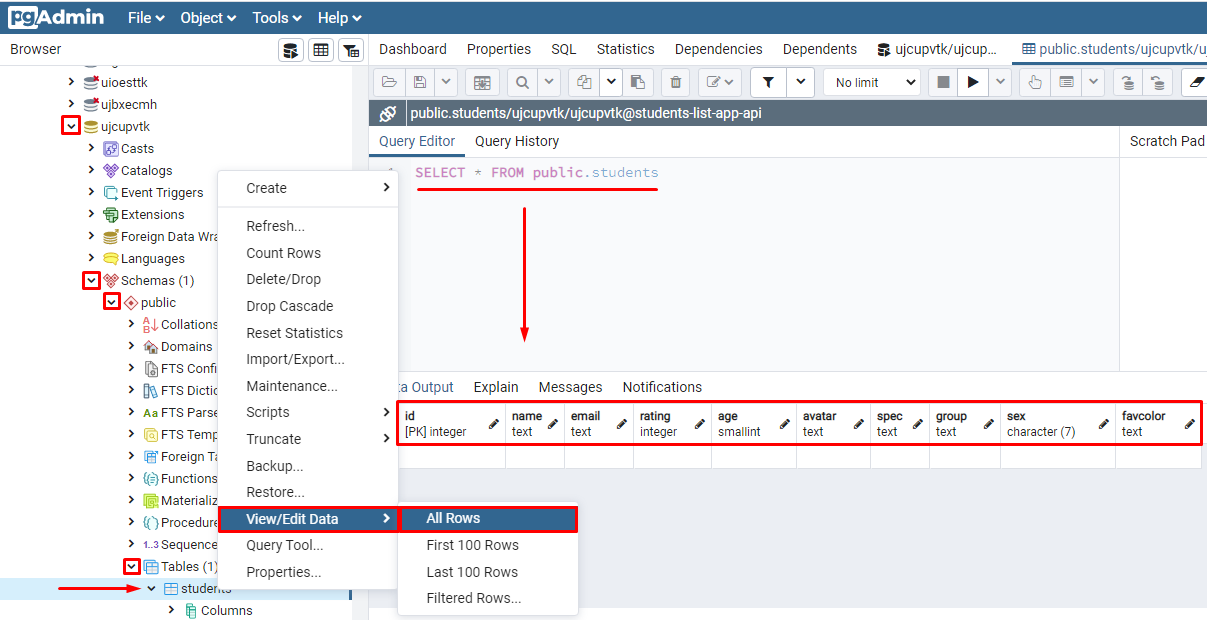 pgAdmin File Object Tools Help
Browser
Dashboard Properties SQL Statistics Dependencies Dependents ujcupvtk/ujcup... public.students/ujcupvtk/u
No limit
public.students/ujcupvtk/ujcupvtk@students-list-app-api
Query Editor Query History
Scratch Pad
SELECT * FROM public.students
uioesttk
ujbxecmh
ujcupvtk
Casts
Catalogs
Event Triggers
Extensions
Foreign Data Wra
Languages
Schemas (1)
public
Collations
Domains
FTS Confi
FTS Dictio
FTS Parse
FTS Temp
Foreign Ta
Functions
Materializ
Procedure
1..3 Sequence
Tables (1)
students
Columns
Create
Refresh...
Count Rows
Delete/Drop
Drop Cascade
Reset Statistics
Import/Export...
Maintenance...
Scripts
Truncate
Backup...
Restore...
View/Edit Data
Query Tool...
Properties...
All Rows
First 100 Rows
Last 100 Rows
Filtered Rows...
ta Output Explain Messages Notifications
id name email rating age avatar spec group sex favcolor
[PK] integer text text integer smallint text text text character (7) text